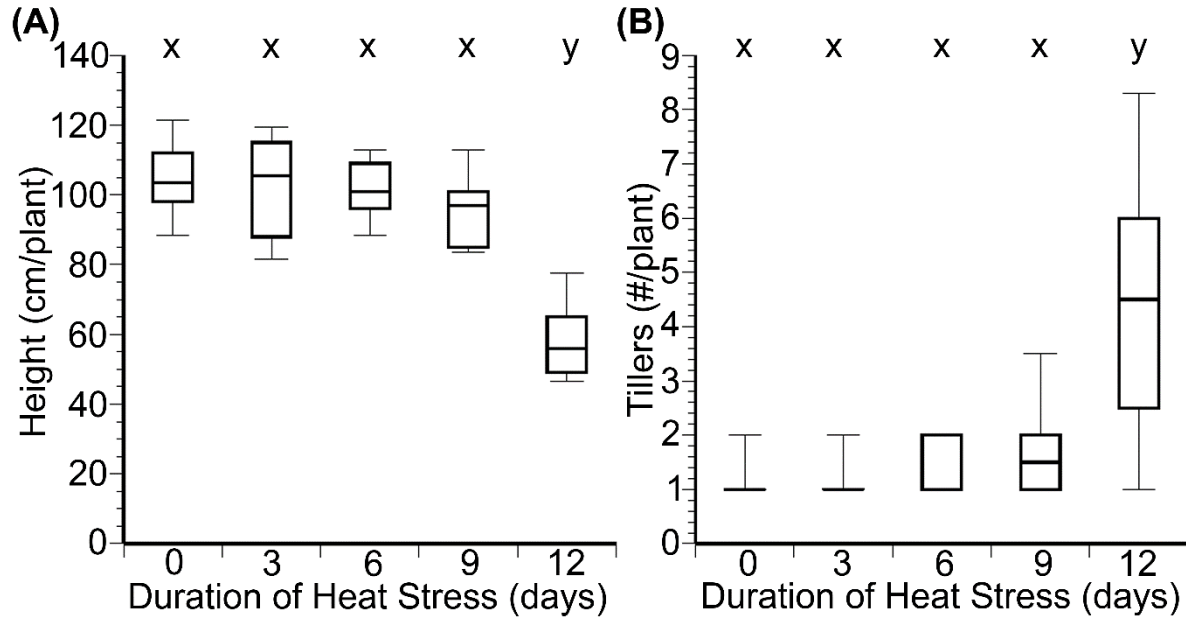 (A)
x x x x y
Height (cm/plant)
140
120
100
80
60
40
20
0
0 3 6 9 12
Duration of Heat Stress (days)
(B)
x x x x y
Tillers (#/plant)
9
8
7
6
5
4
3
2
1
0
0 3 6 9 12
Duration of Heat Stress (days)